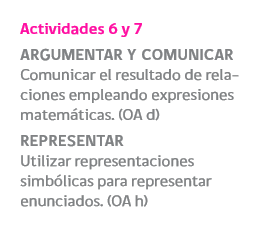 Actividades 6 y 7
ARGUMENTAR Y COMUNICAR
Comunicar el resultado de rela-
ciones empleando expresiones
matemáticas. (OA d)
REPRESENTAR
Utilizar representaciones
simbólicas para representar
enunciados. (OA h)